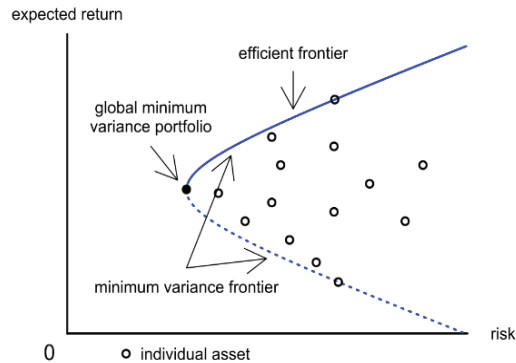 expected return
efficient frontier
global minimum
variance portfolio
minimum variance frontier
risk
0
individual asset